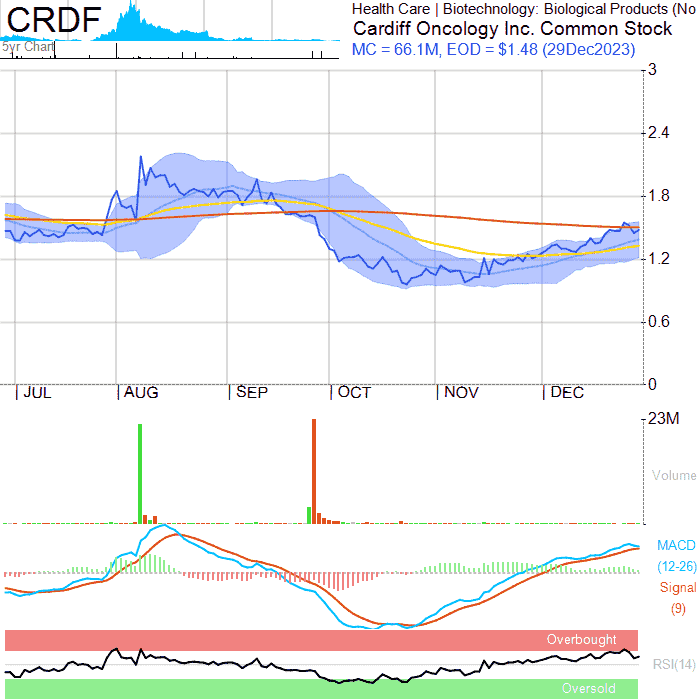 CRDF
5yr Chart
Health Care | Biotechnology: Biological Products (No
Cardiff Oncology Inc. Common Stock
MC = 66.1M, EOD = $1.48 (29Dec2023)
3
2.4
1.8
1.2
0.6
0
JUL AUG SEP OCT NOV DEC
23M
Volume
MACD
(12-26)
Signal
(9)
Overbought
RSI(14)
Oversold